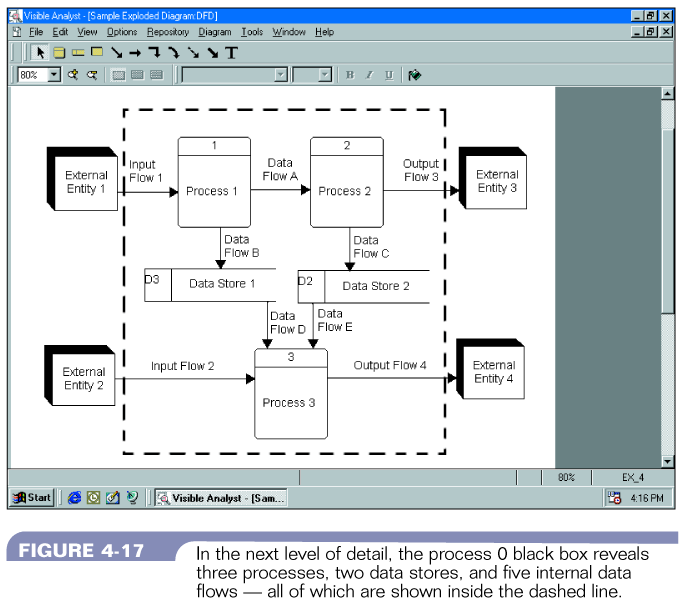 Visible Analyst - [Sample Exploded Diagram:DFD]
File Edit View Options Repository Diagram Tools Window Help
T
80%
B I U
1
2
Input
Flow 1
Data
Flow A
Output
Flow 3
External
Entity 1
Process 1
Process 2
External
Entity 3
Data
Flow B
Data
Flow C
D3
Data Store 1
D2
Data Store 2
Data
Flow D
Data
Flow E
3
External
Entity 2
Input Flow 2
Output Flow 4
External
Entity 4
Process 3
80%
EX_4
Start
Visible Analyst - [Sam...
4:16 PM
FIGURE 4-17
In the next level of detail, the process 0 black box reveals
three processes, two data stores, and five internal data
flows — all of which are shown inside the dashed line.